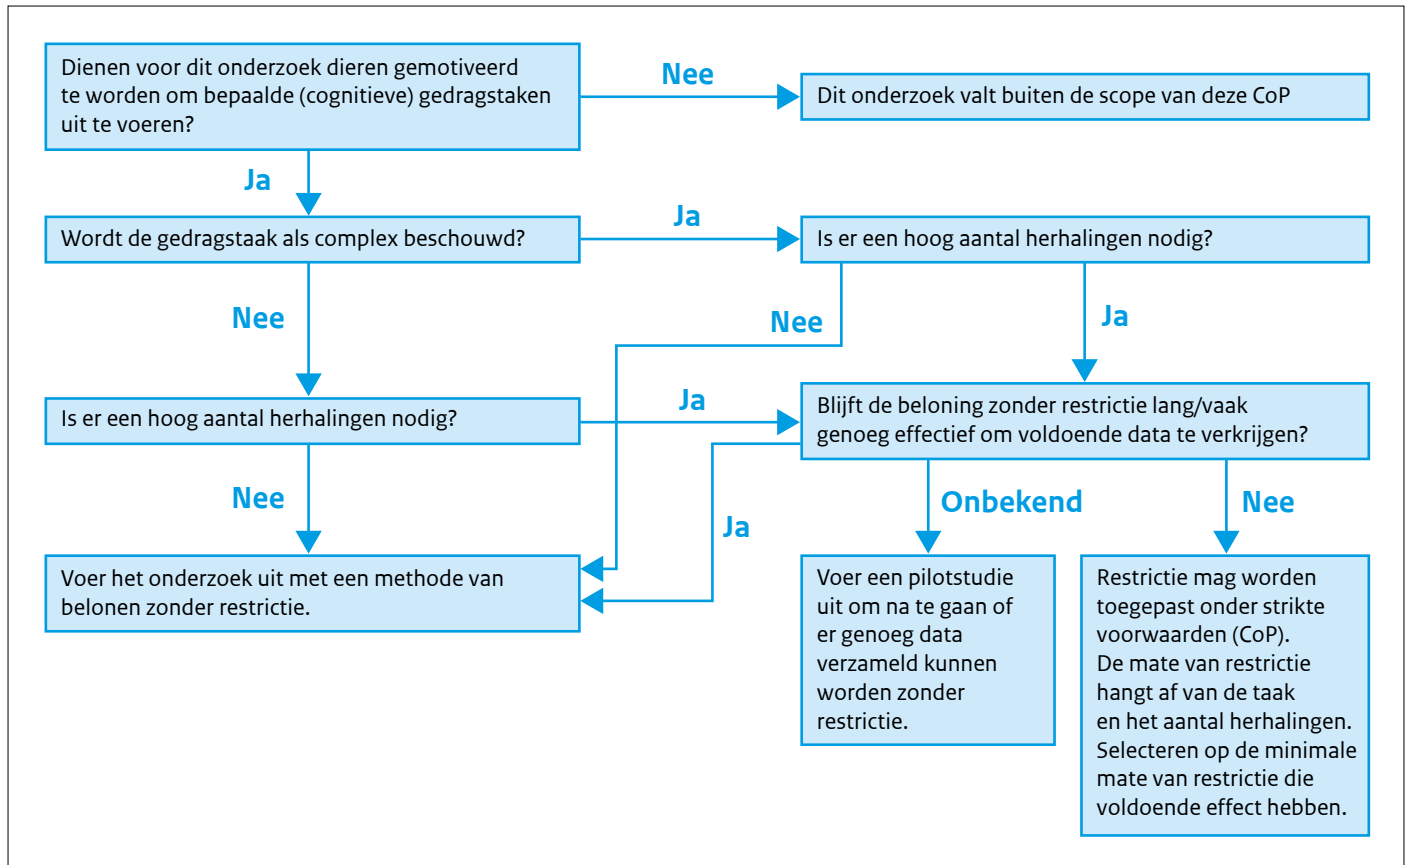 Dienen voor dit onderzoek dieren gemotiveerd
te worden om bepaalde (cognitieve) gedragstaken
uit te voeren?
Nee
Dit onderzoek valt buiten de scope van deze CoP
Ja
Wordt de gedragstaak als complex beschouwd?
Ja
Is er een hoog aantal herhalingen nodig?
Nee
Nee
Ja
Is er een hoog aantal herhalingen nodig?
Ja
Blijft de beloning zonder restrictie lang/vaak
genoeg effectief om voldoende data te verkrijgen?
Nee
Ja
Onbekend
Nee
Voer het onderzoek uit met een methode van
belonen zonder restrictie.
Voer een pilotstudie
uit om na te gaan of
er genoeg data
verzameld kunnen
worden zonder
restrictie.
Restrictie mag worden
toegepast onder strikte
voorwaarden (CoP).
De mate van restrictie
hangt af van de taak
en het aantal herhalingen.
Selecteren op de minimale
mate van restrictie die
voldoende effect hebben.